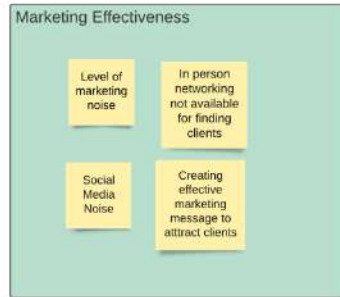 Marketing Effectiveness
Level of
marketing
noise
In person
networking
not available
for finding
clients
Social
Media
Noise
Creating
effective
marketing
message to
atttract clients